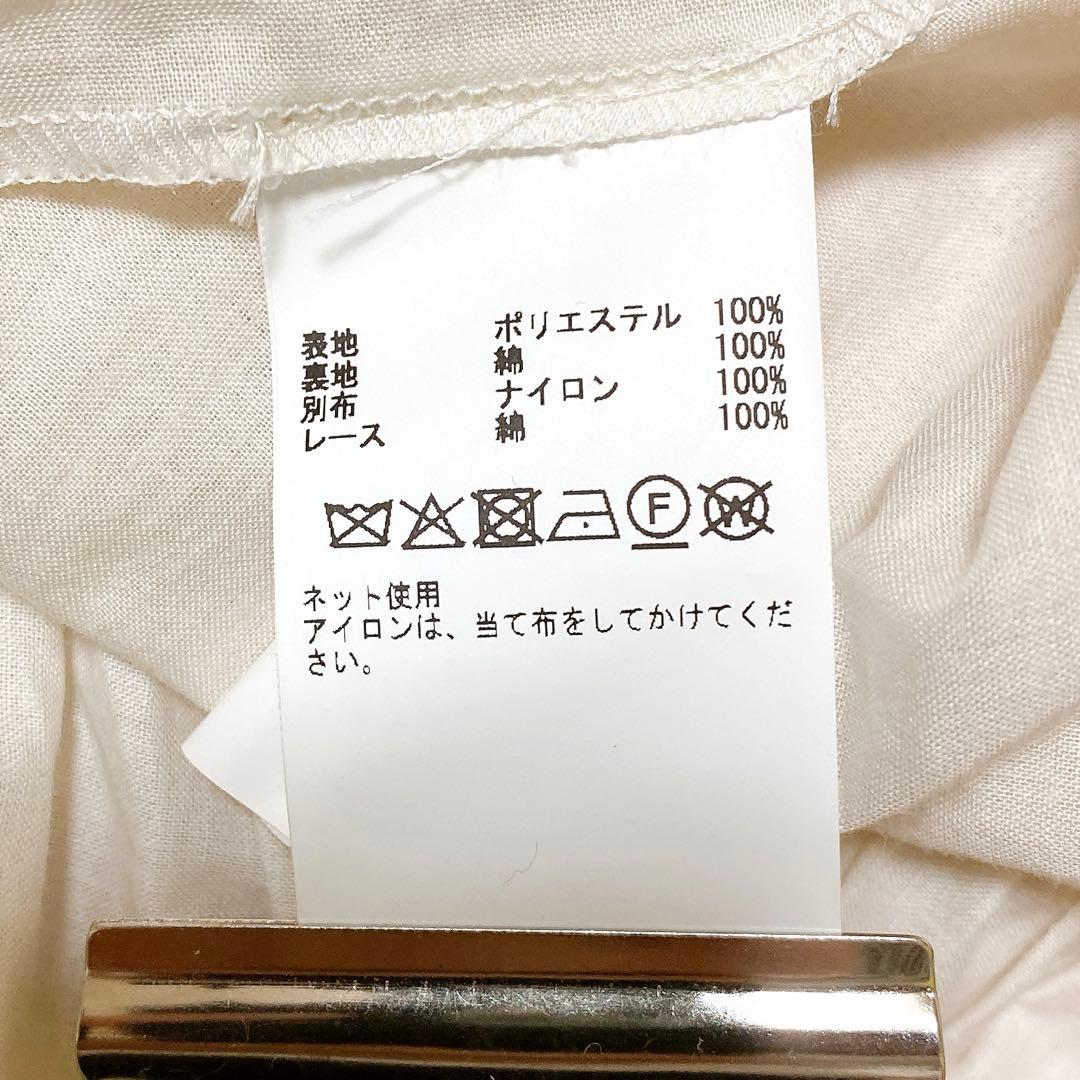 表地 ポリエステル 100%
裏地 綿 100%
別布 ナイロン 100%
レース 綿 100%
F W
ネット使用
アイロンは、当て布をしてかけてくだ
さい。